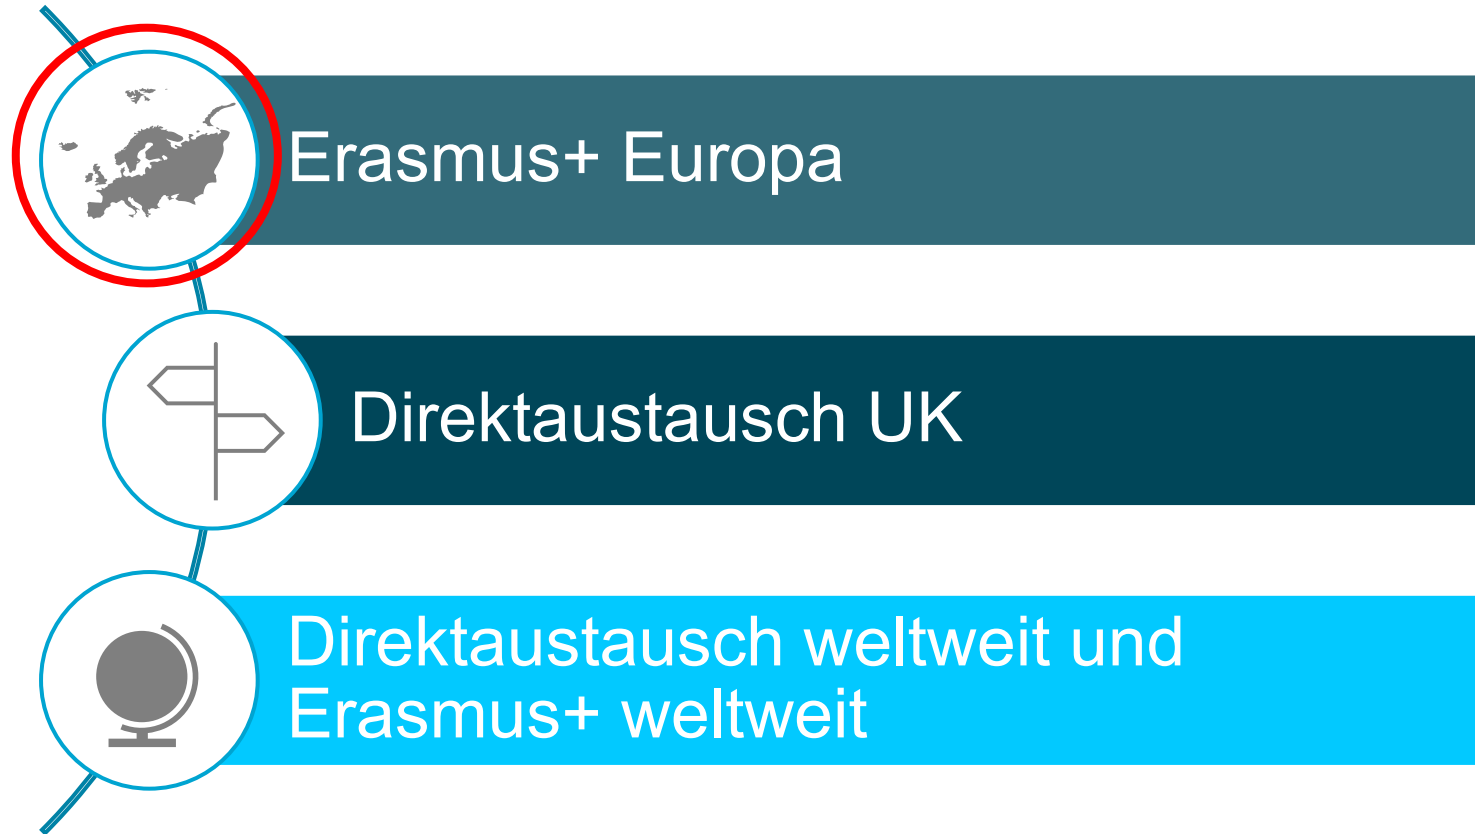 Erasmus+ Europa
Direktaustausch UK
Direktaustausch weltweit und
Erasmus+ weltweit